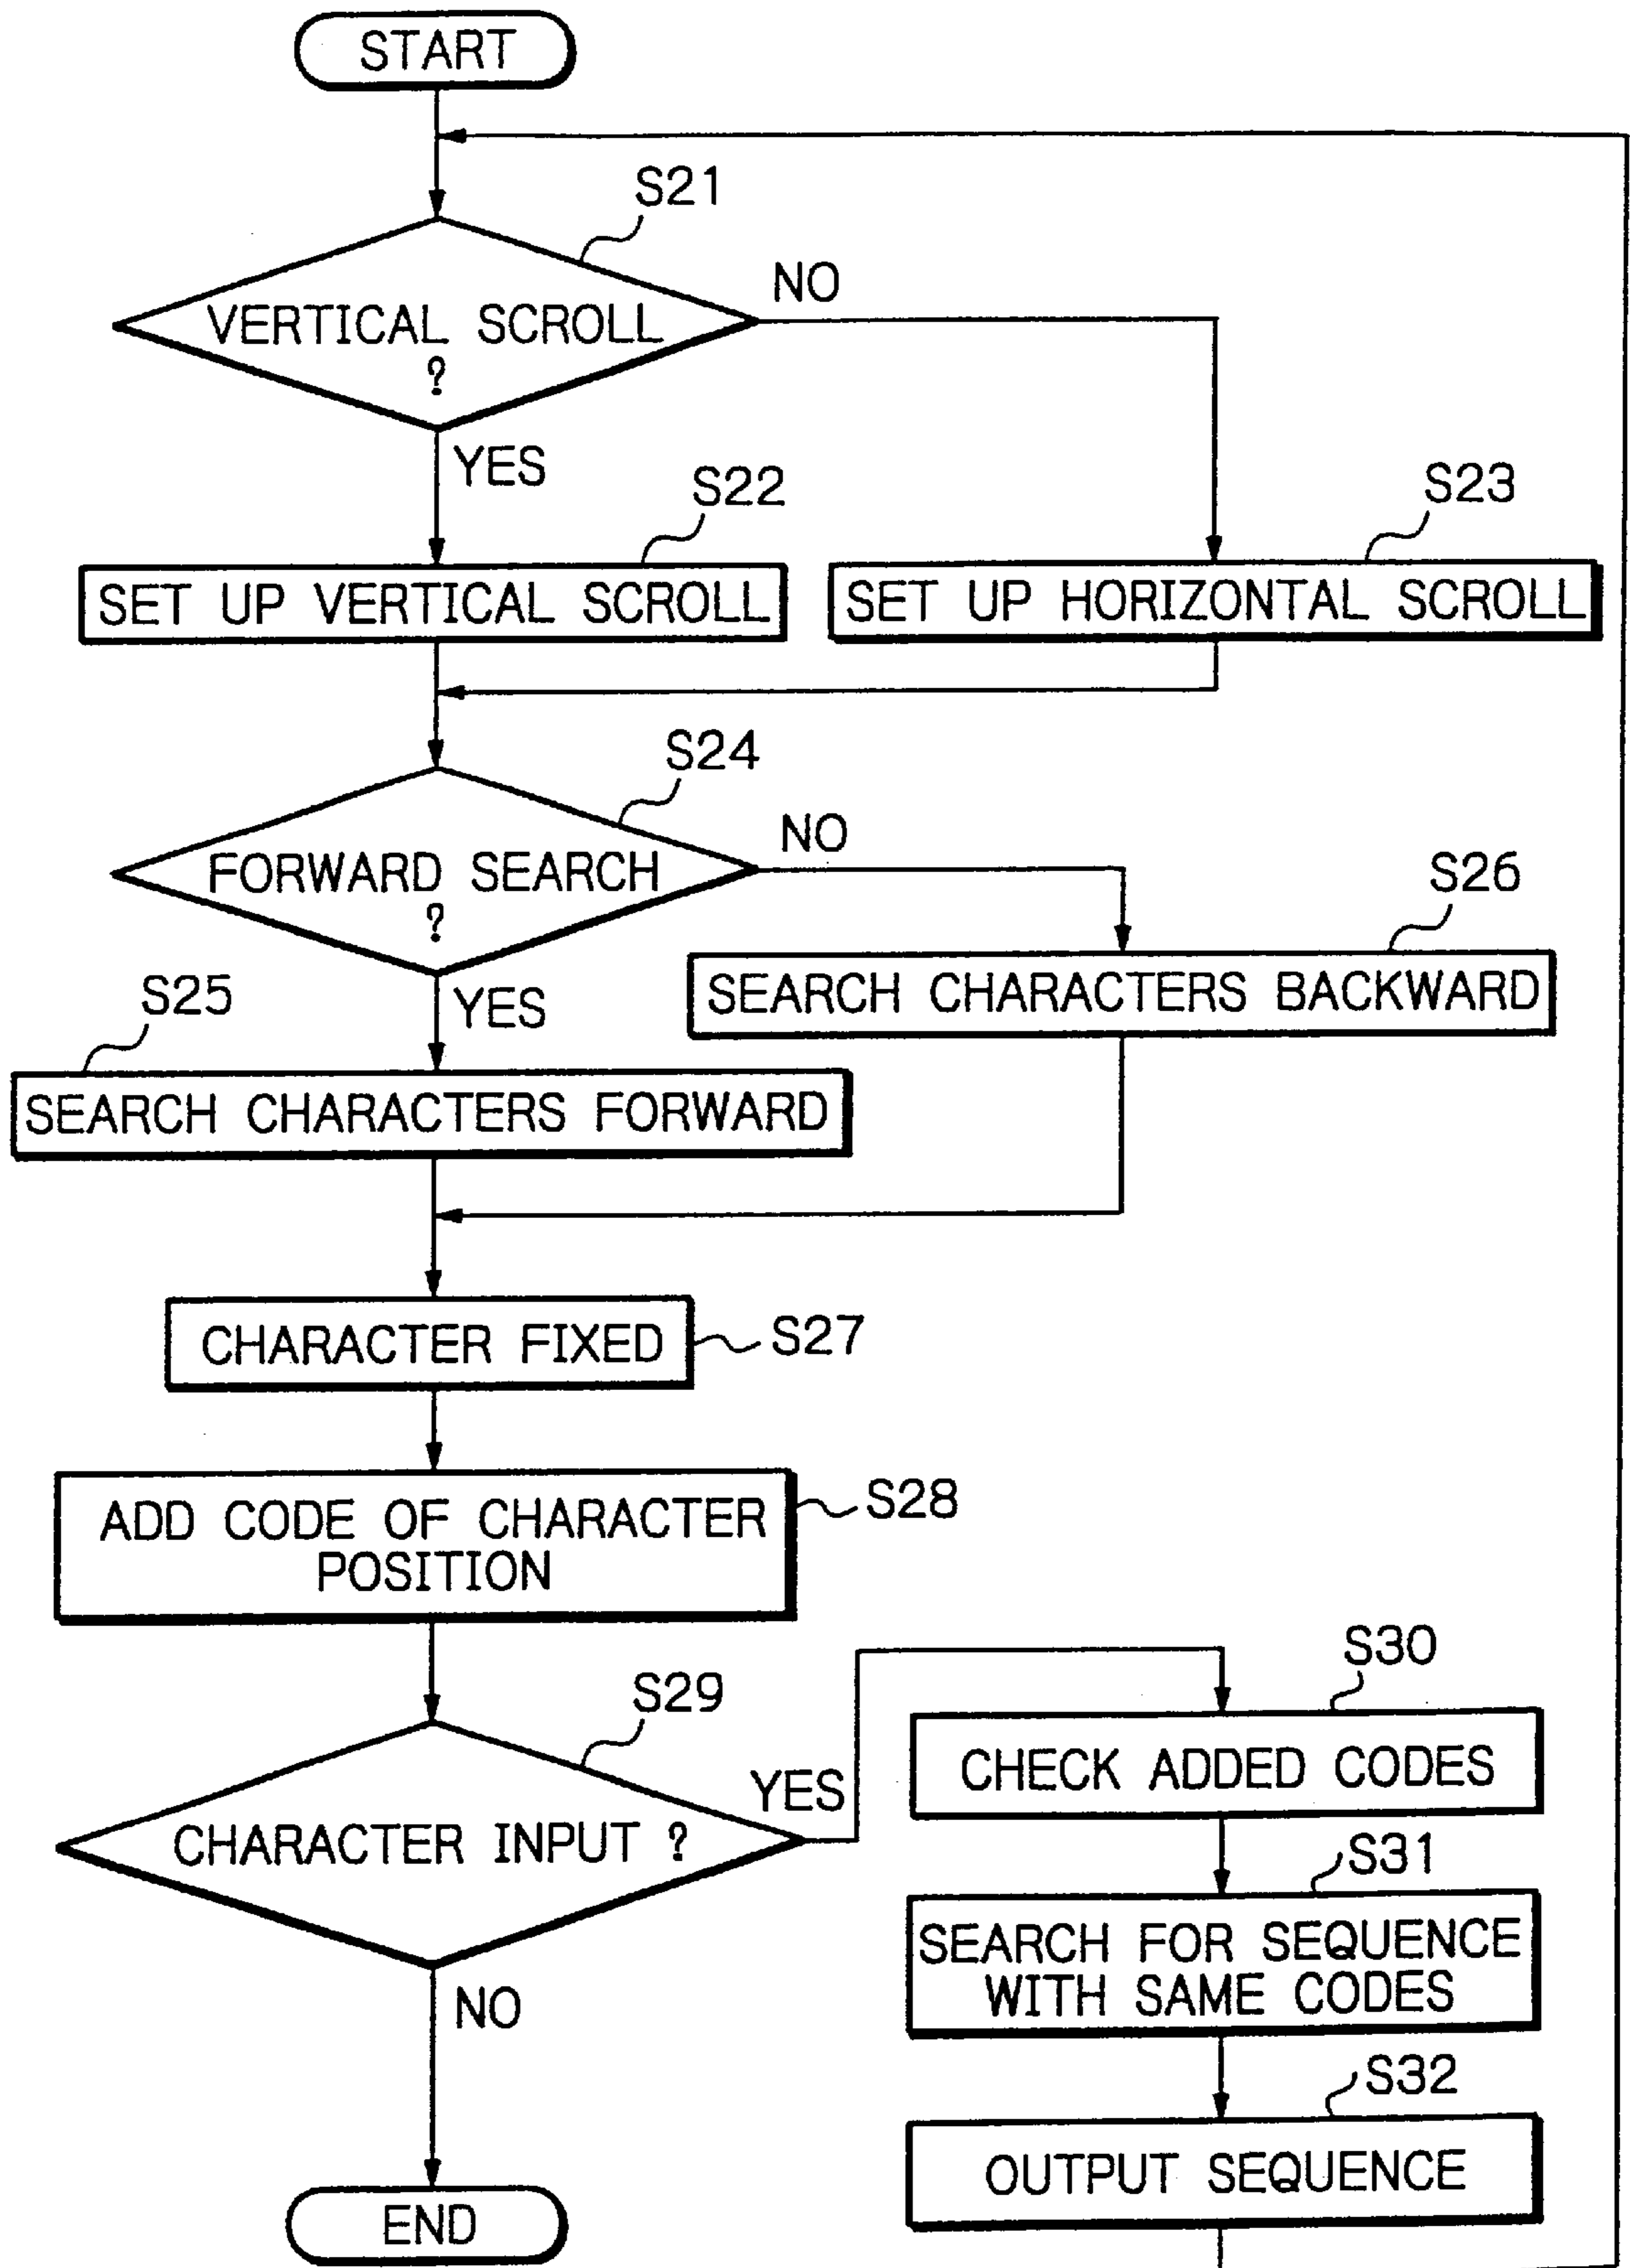 START
S21
VERTICAL SCROLL
?
NO
YES
S22
S23
SET UP VERTICAL SCROLL
SET UP HORIZONTAL SCROLL
S24
FORWARD SEARCH
?
NO
YES
S26
SEARCH CHARACTERS BACKWARD
S25
SEARCH CHARACTERS FORWARD
CHARACTER FIXED
S27
ADD CODE OF CHARACTER
POSITION
S28
S29
CHARACTER INPUT ?
YES
NO
S30
CHECK ADDED CODES
S31
SEARCH FOR SEQUENCE
WITH SAME CODES
S32
OUTPUT SEQUENCE
END